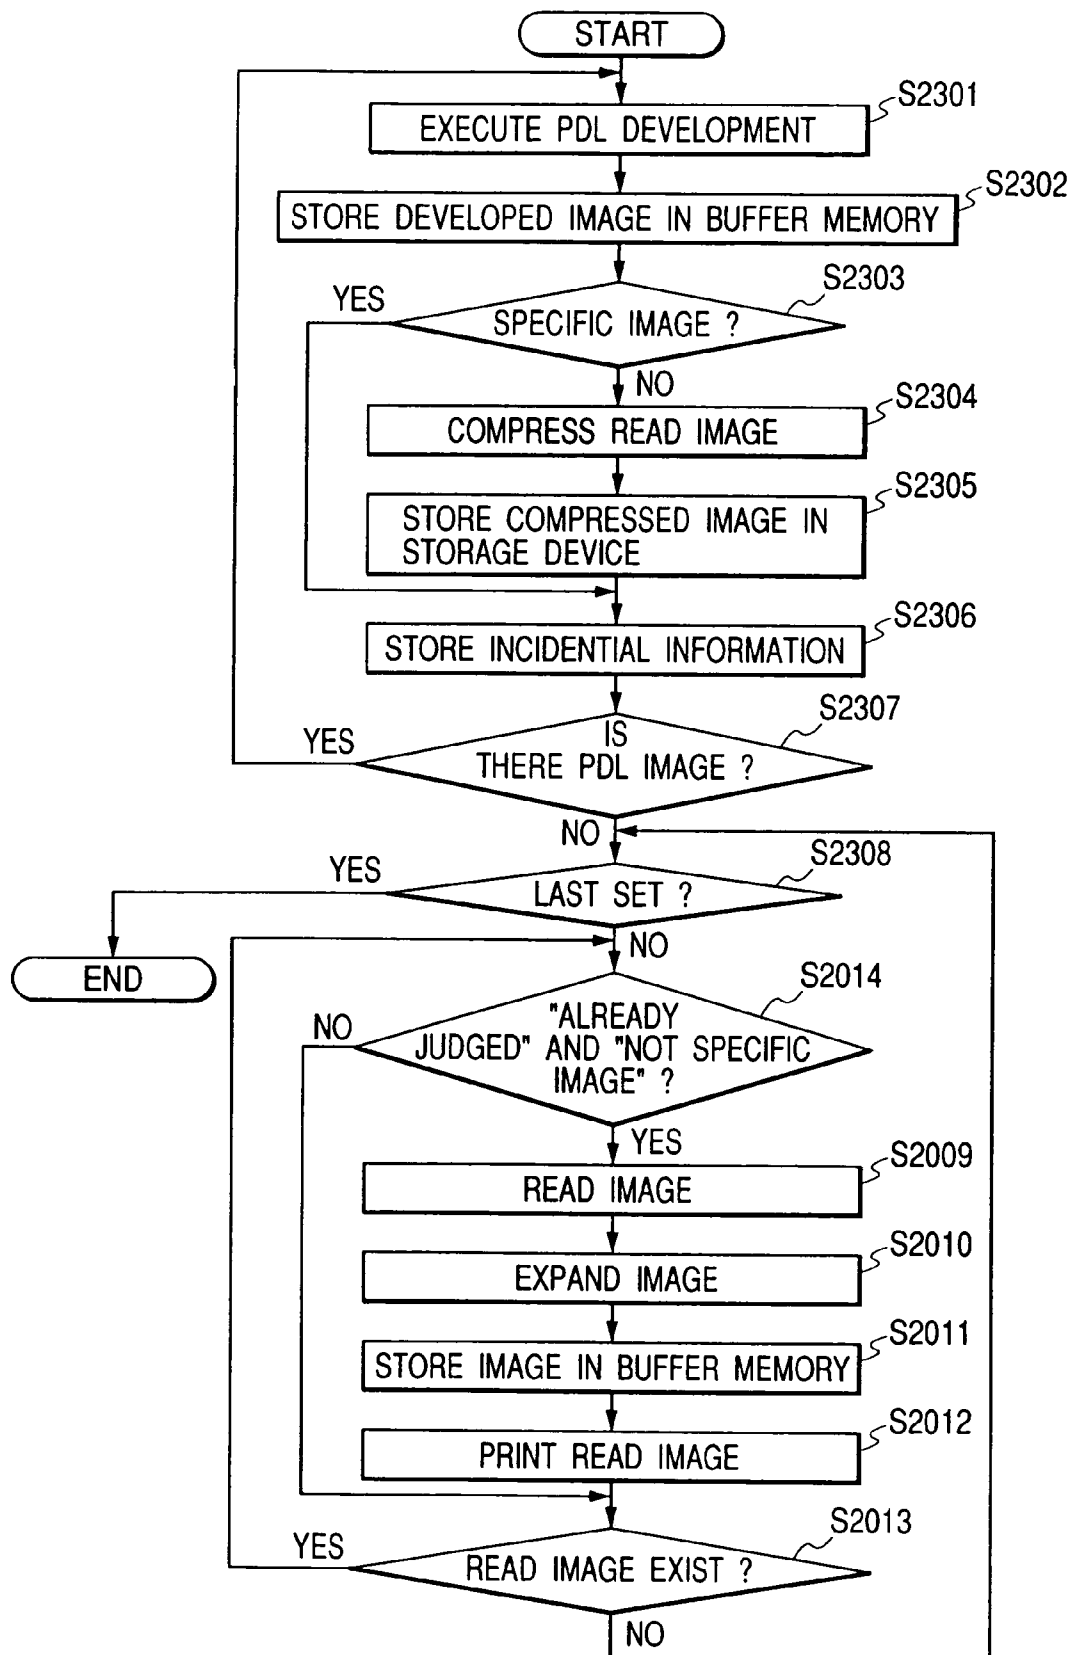 START
S2301
EXECUTE PDL DEVELOPMENT
S2302
STORE DEVELOPED IMAGE IN BUFFER MEMORY
S2303
YES
SPECIFIC IMAGE ?
NO
S2304
COMPRESS READ IMAGE
S2305
STORE COMPRESSED IMAGE IN
STORAGE DEVICE
S2306
STORE INCIDENTIAL INFORMATION
S2307
YES
IS
THERE PDL IMAGE ?
NO
S2308
YES
LAST SET ?
NO
END
S2014
NO
"ALREADY
JUDGED" AND "NOT SPECIFIC
IMAGE" ?
YES
S2009
READ IMAGE
S2010
EXPAND IMAGE
S2011
STORE IMAGE IN BUFFER MEMORY
S2012
PRINT READ IMAGE
S2013
YES
READ IMAGE EXIST ?
NO